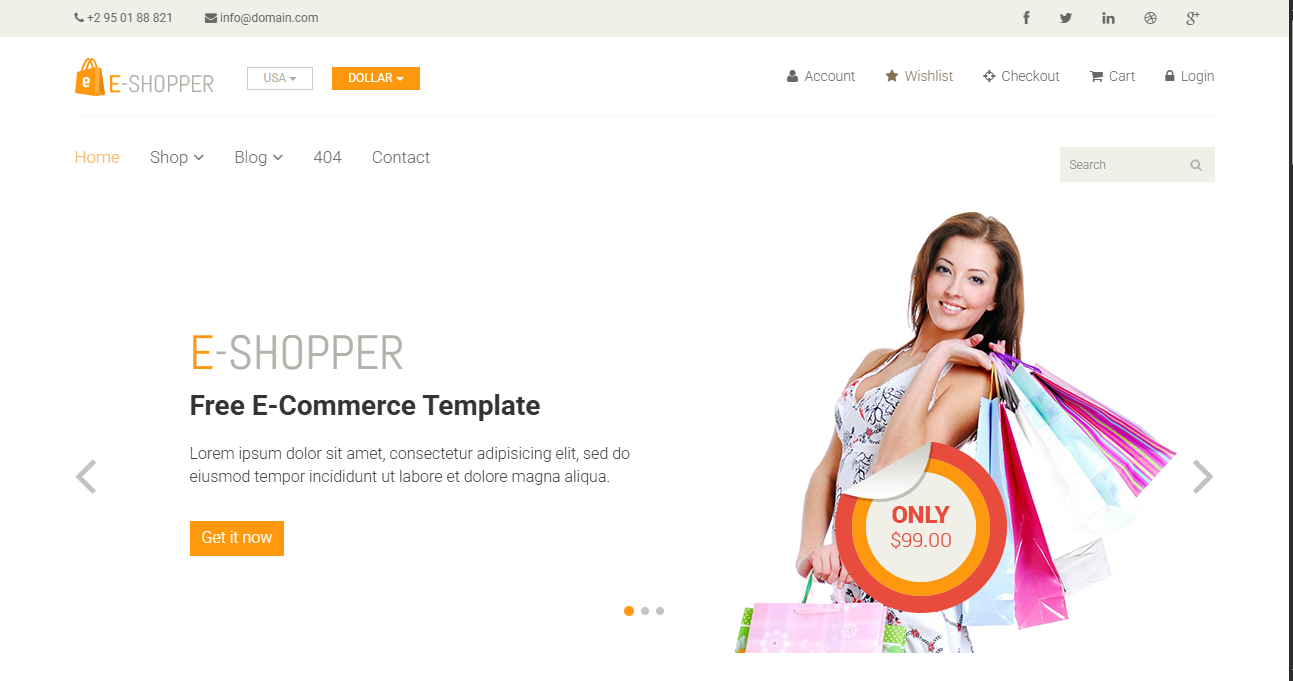 +2 95 01 88 821 info@domain.com
E-SHOPPER USA DOLLAR Account Wishlist Checkout Cart Login
Home Shop Blog 404 Contact
Search
E-SHOPPER
Free E-Commerce Template
Lorem ipsum dolor sit amet, consectetur adipisicing elit, sed do
eiusmod tempor incididunt ut labore et dolore magna aliqua.
Get it now
ONLY
$99.00